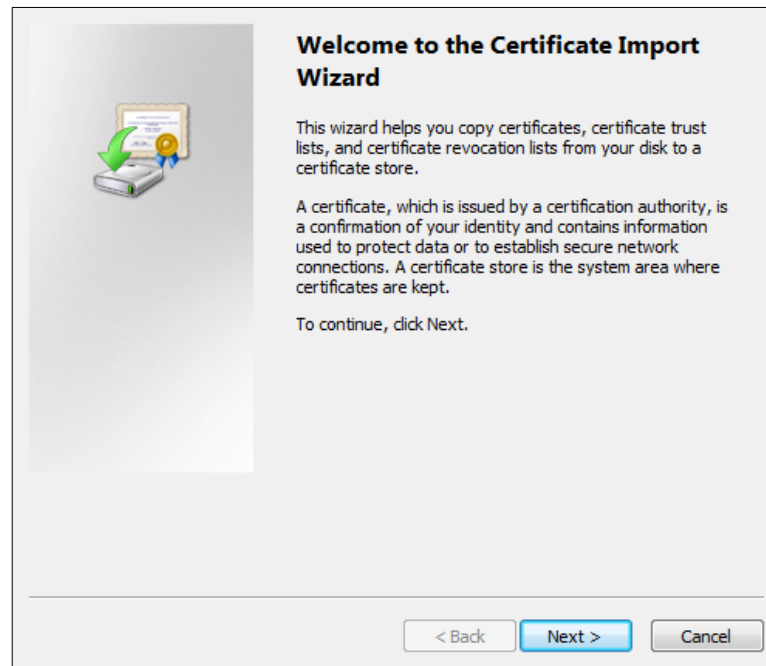 Welcome to the Certificate Import
Wizard
This wizard helps you copy certificates, certificate trust
lists, and certificate revocation lists from your disk to a
certificate store.
A certificate, which is issued by a certification authority, is
a confirmation of your identity and contains information
used to protect data or to establish secure network
connections. A certificate store is the system area where
certificates are kept.
To continue, click Next.
< Back Next > Cancel